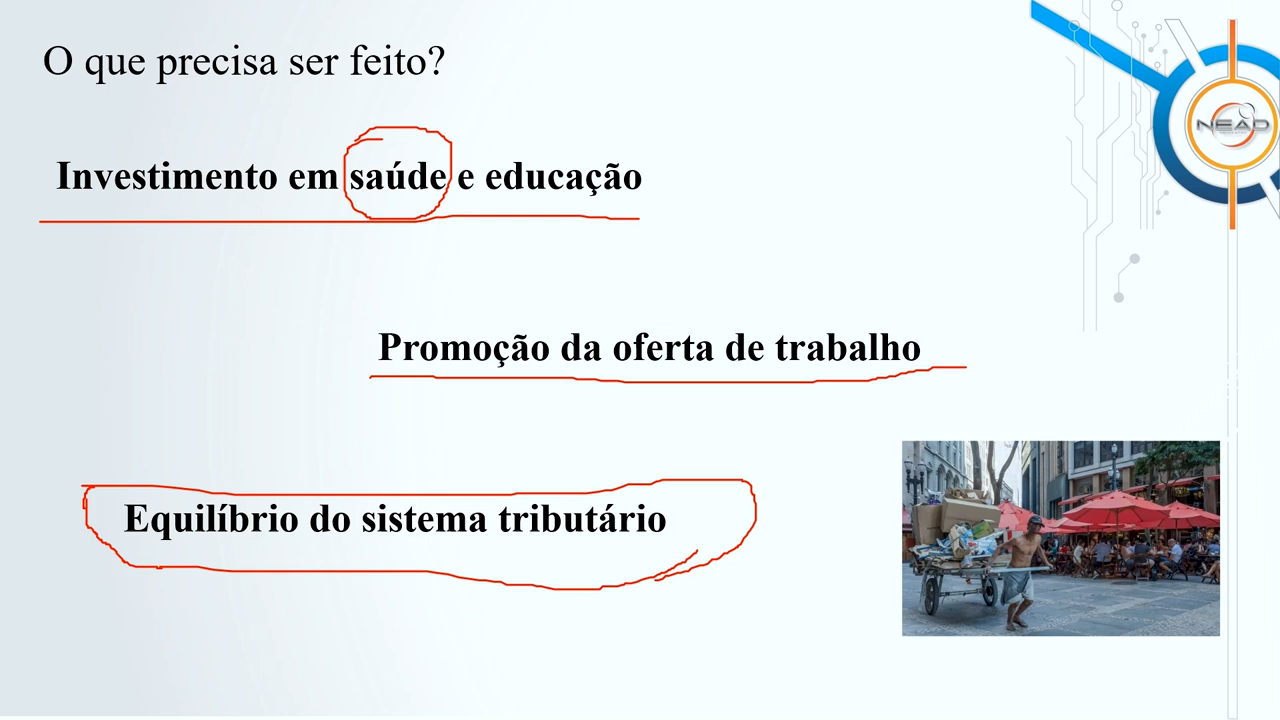 O que precisa ser feito?
NEAD
Investimento em saúde e educação
Promoção da oferta de trabalho
Equilíbrio do sistema tributário